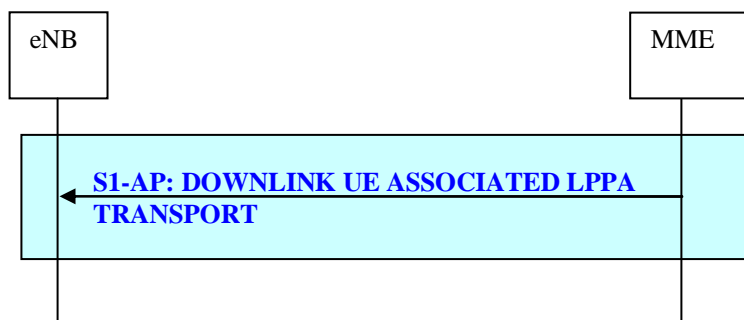 eNB
MME
S1-AP: DOWNLINK UE ASSOCIATED LPPA
TRANSPORT